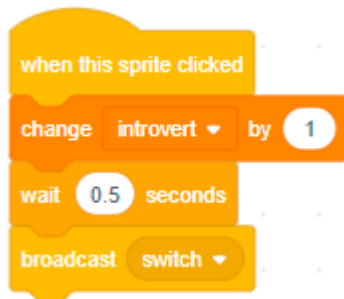 when this sprite clicked
change introvert by 1
wait 0.5 seconds
broadcast switch